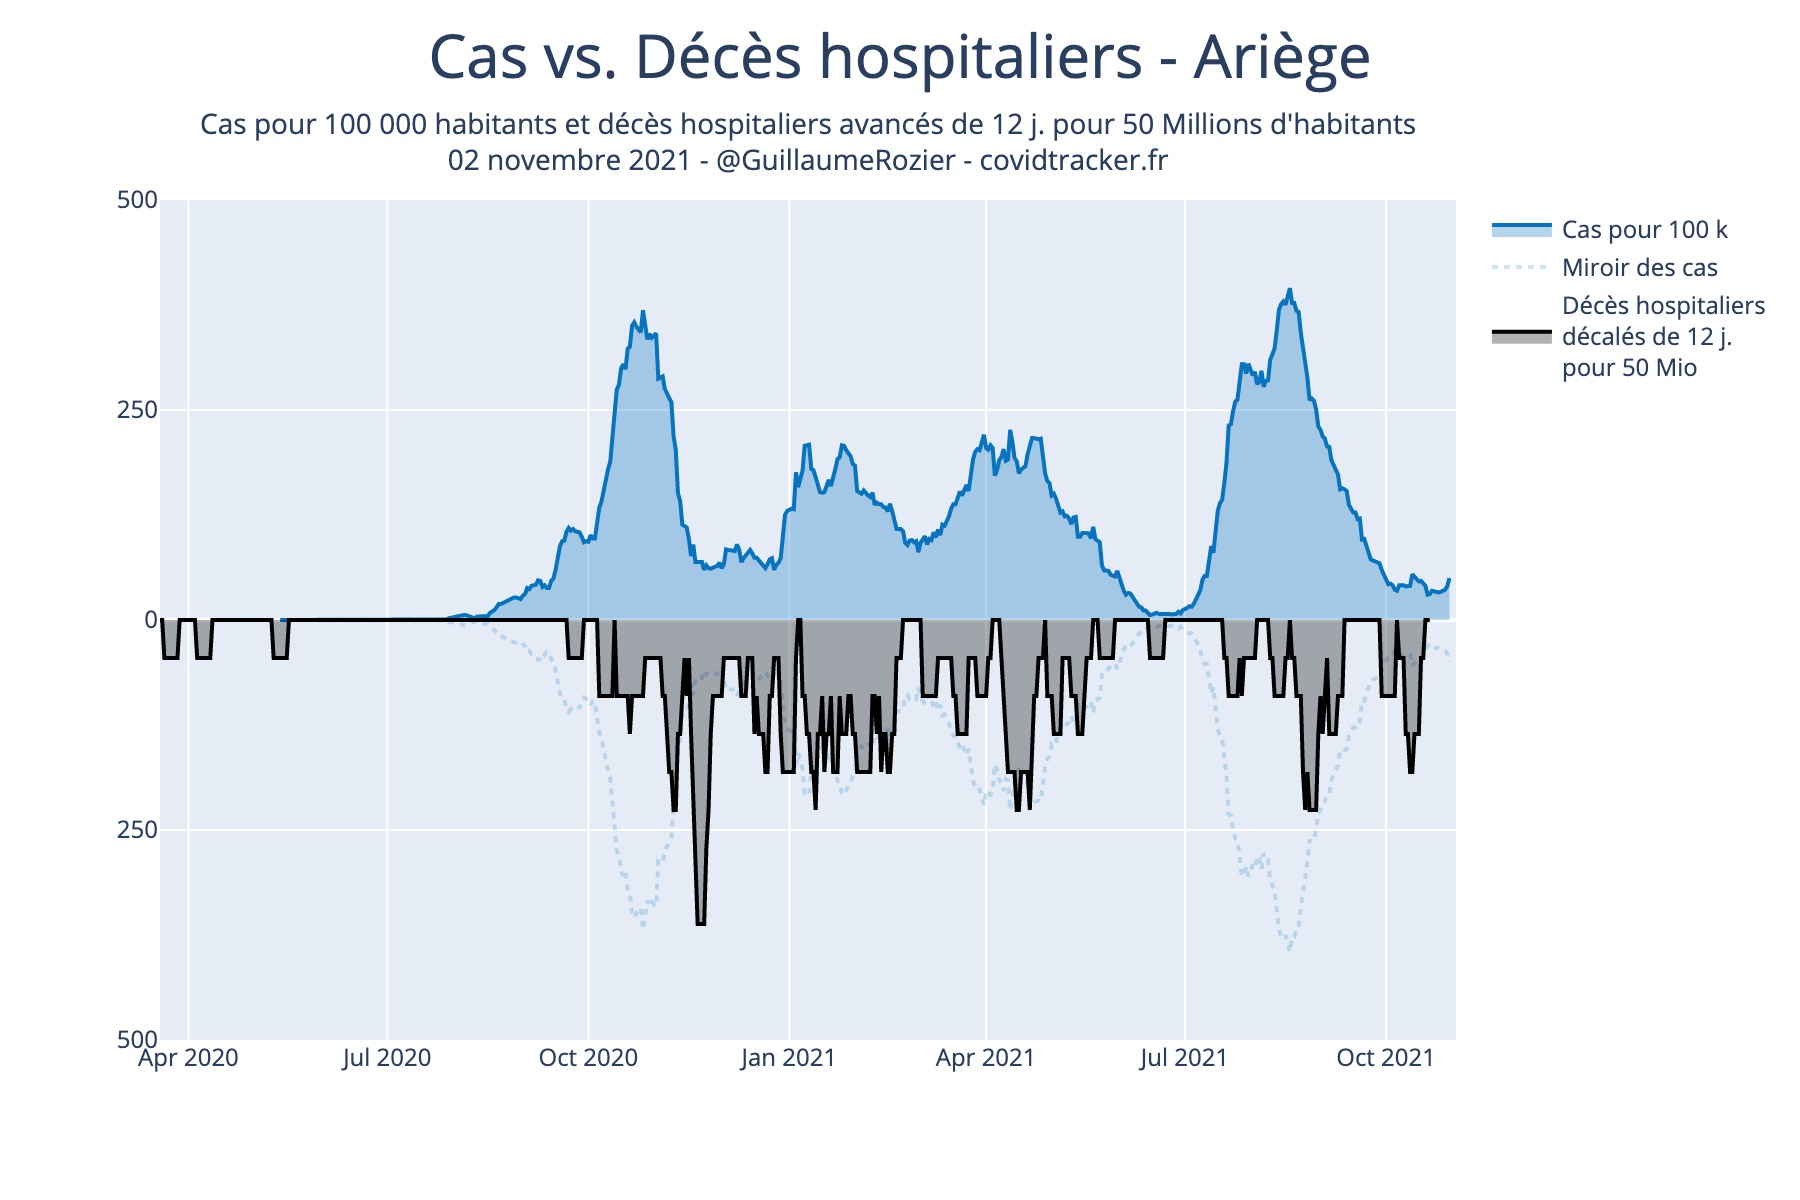 Cas vs. Décès hospitaliers - Ariège
Cas pour 100 000 habitants et décès hospitaliers avancés de 12 j. pour 50 Millions d'habitants
02 novembre 2021 - @GuillaumeRozier - covidtracker.fr
500
250
0
250
500
Apr 2020
Jul 2020
Oct 2020
Jan 2021
Apr 2021
Jul 2021
Oct 2021
Cas pour 100 k
Miroir des cas
Décès hospitaliers
décalés de 12 j.
pour 50 Mio